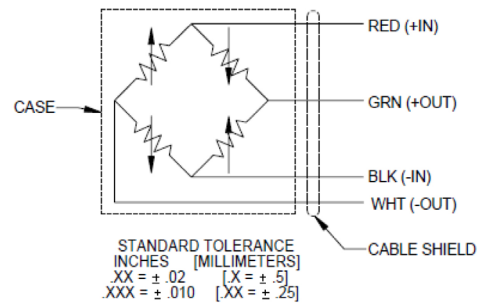 RED (+IN)
CASE
GRN (+OUT)
BLK (-IN)
WHT (-OUT)
CABLE SHIELD
STANDARD TOLERANCE
INCHES [MILLIMETERS]
.XX = ± .02 [.X = ± .5]
.XXX = ± .010 [.XX = ± .25]